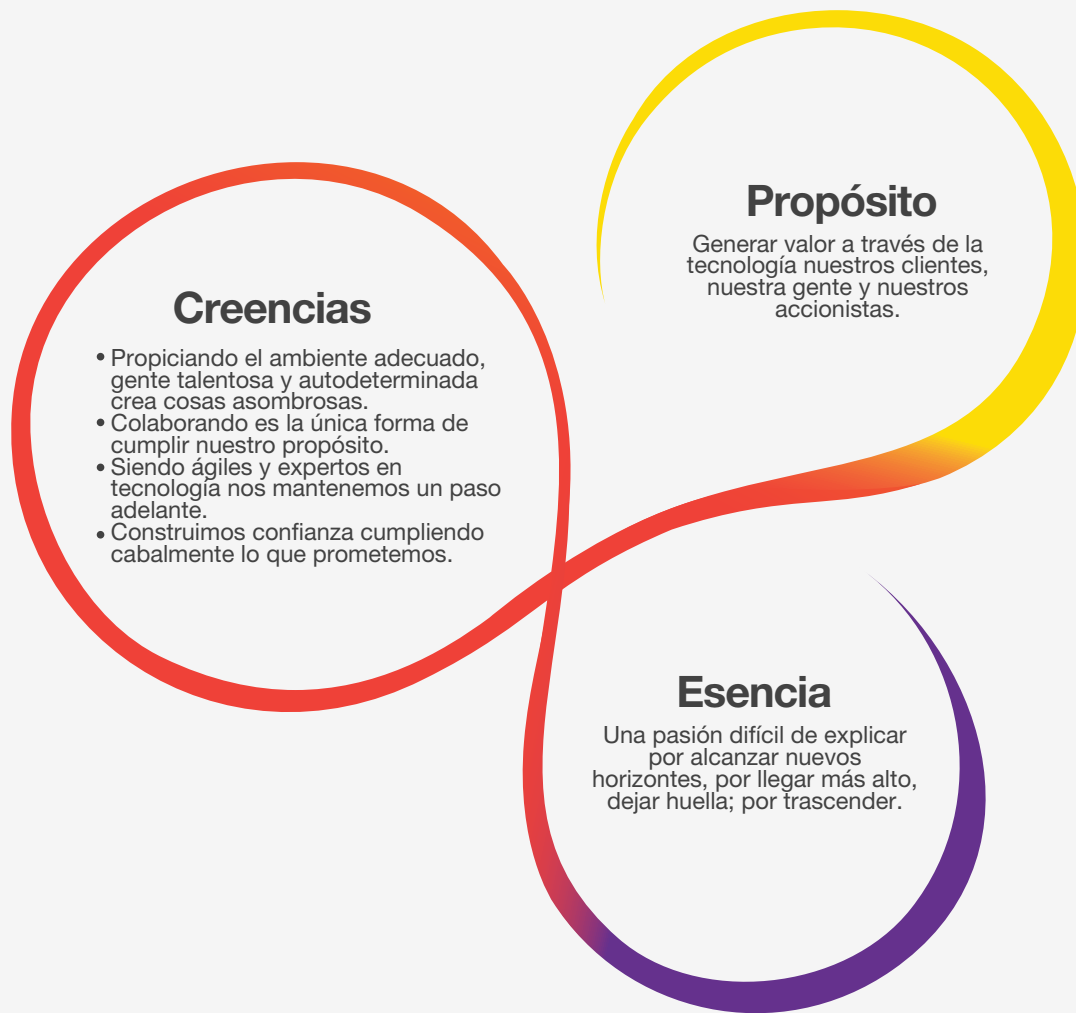 Propósito
Generar valor a través de la
tecnología nuestros clientes,
nuestra gente y nuestros
accionistas.
Creencias
• Propiciando el ambiente adecuado,
gente talentosa y autodeterminada
crea cosas asombrosas.
• Colaborando es la única forma de
cumplir nuestro propósito.
• Siendo ágiles y expertos en
tecnología nos mantenemos un paso
adelante.
• Construimos confianza cumpliendo
cabalmente lo que prometemos.
Esencia
Una pasión difícil de explicar
por alcanzar nuevos
horizontes, por llegar más alto,
dejar huella; por trascender.